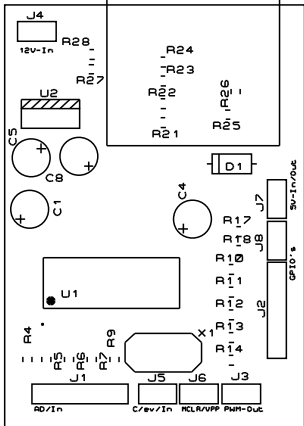 J4
12V-In
R28
R27
R24
R23
R22
R21
R26
R25
U2
C5
C8
C1
C4
D1
J7
5V-In/Out
J8
GPIO's
J2
R17
R18
R10
R11
R12
R13
R14
U1
R4
R5
R6
R7
R9
X1
J1
AD/In
J5
C/ev/In
J6
MCLR/VPP
J3
PWM-Out